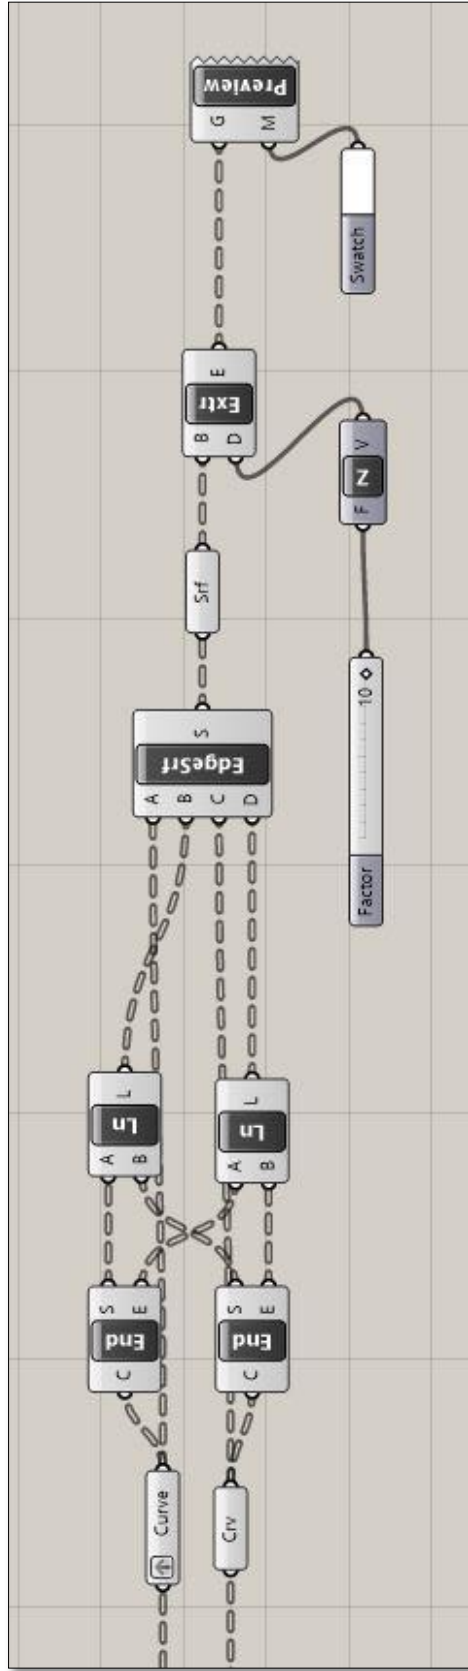 Curve
Crv
C
End
S
E
C
End
S
E
A
B
Ln
L
A
B
Ln
L
A
B
C
D
EdgeSrf
S
Srf
B
D
Extr
E
G
M
Preview
Factor
10
F
Z
V
Swatch